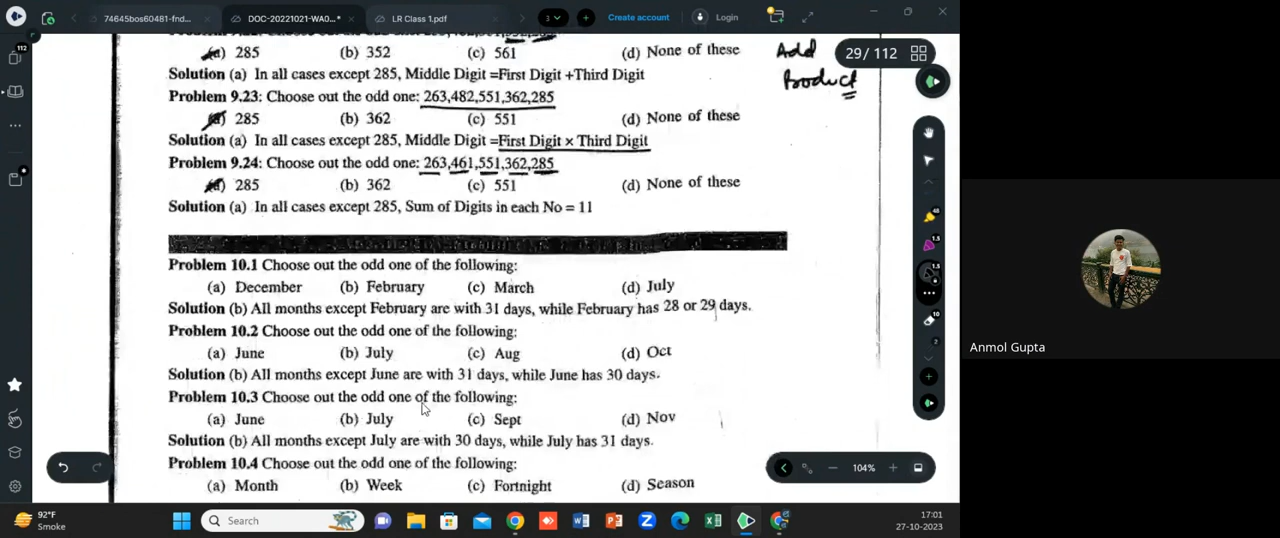 74645bos60481-fnd...
DOC-20221021-WA0...*
LR Class 1.pdf
3
Create account
Login
112
29/ 112
285 (b) 352 (c) 561 (d) None of these
Add
Product
Solution (a) In all cases except 285, Middle Digit =First Digit +Third Digit
Problem 9.23: Choose out the odd one: 263,482,551,362,285
285 (b) 362 (c) 551 (d) None of these
Solution (a) In all cases except 285, Middle Digit =First Digit × Third Digit
Problem 9.24: Choose out the odd one: 263,461,551,362,285
285 (b) 362 (c) 551 (d) None of these
Solution (a) In all cases except 285, Sum of Digits in each No = 11
Problem 10.1 Choose out the odd one of the following:
(a) December (b) February (c) March (d) July
Solution (b) All months except February are with 31 days, while February has 28 or 29 days.
Problem 10.2 Choose out the odd one of the following:
(a) June (b) July (c) Aug (d) Oct
Solution (b) All months except June are with 31 days, while June has 30 days.
Problem 10.3 Choose out the odd one of the following:
(a) June (b) July (c) Sept (d) Nov
Solution (b) All months except July are with 30 days, while July has 31 days.
Problem 10.4 Choose out the odd one of the following:
(a) Month (b) Week (c) Fortnight (d) Season
104%
Anmol Gupta
92°F
Smoke
Search
17:01
27-10-2023